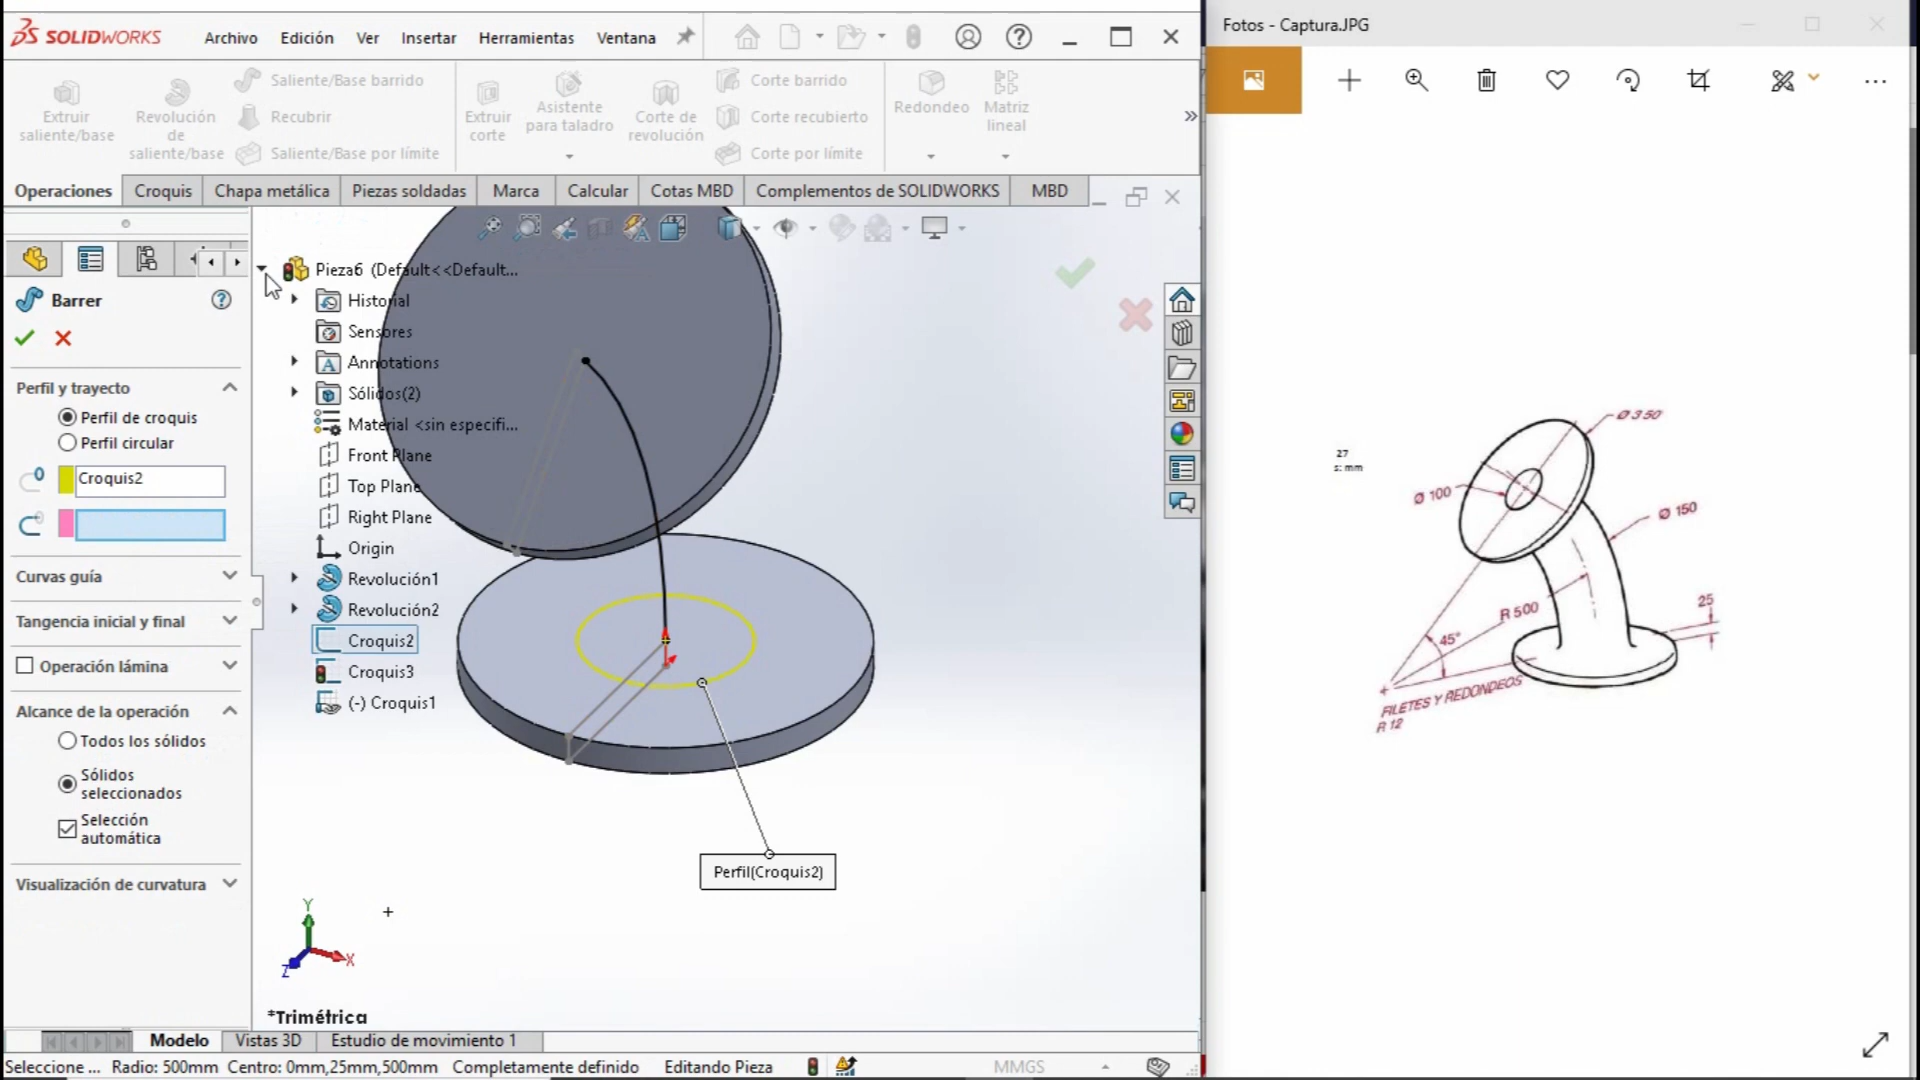 SOLIDWORKS
Archivo
Edición
Ver
Insertar
Herramientas
Ventana
Extruir saliente/base
Revolución de saliente/base
Saliente/Base barrido
Recubrir
Saliente/Base por límite
Extruir corte
Asistente para taladro
Corte de revolución
Corte barrido
Corte recubierto
Corte por límite
Redondeo
Matriz lineal
Operaciones
Croquis
Chapa metálica
Piezas soldadas
Marca
Calcular
Cotas MBD
Complementos de SOLIDWORKS
MBD
Barrer
Perfil y trayecto
Perfil de croquis
Perfil circular
Croquis2
Curvas guía
Tangencia inicial y final
Operación lámina
Alcance de la operación
Todos los sólidos
Sólidos seleccionados
Selección automática
Visualización de curvatura
Pieza6 (Default<<Default...
Historial
Sensores
Annotations
Sólidos(2)
Material <sin especifi...
Front Plane
Top Plane
Right Plane
Origin
Revolución1
Revolución2
Croquis2
Croquis3
(-) Croquis1
Perfil(Croquis2)
Y
X
Z
*Trimétrica
Modelo
Vistas 3D
Estudio de movimiento 1
Seleccione ...
Radio: 500mm Centro: 0mm,25mm,500mm
Completamente definido
Editando Pieza
MMGS
Fotos - Captura.JPG
27
s: mm
Ø 350
Ø 100
Ø 150
25
R 500
45°
FILETES Y REDONDEOS
R 12